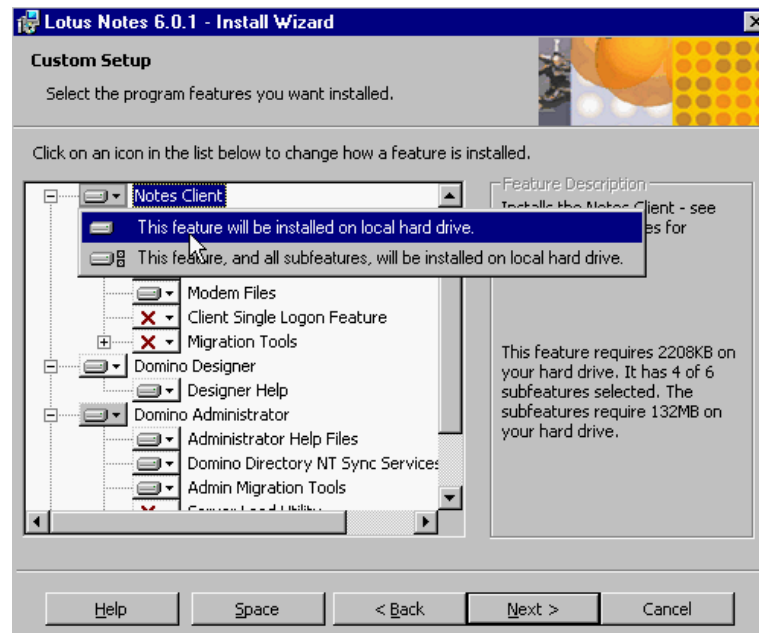 Lotus Notes 6.0.1 - Install Wizard
Custom Setup
Select the program features you want installed.
Click on an icon in the list below to change how a feature is installed.
Notes Client
This feature will be installed on local hard drive.
This feature, and all subfeatures, will be installed on local hard drive.
Modem Files
Client Single Logon Feature
Migration Tools
Domino Designer
Designer Help
Domino Administrator
Administrator Help Files
Domino Directory NT Sync Services
Admin Migration Tools
Server Load Utility
Feature Description
Installs the Notes Client - see
es for
This feature requires 2208KB on
your hard drive. It has 4 of 6
subfeatures selected. The
subfeatures require 132MB on
your hard drive.
Help
Space
< Back
Next >
Cancel